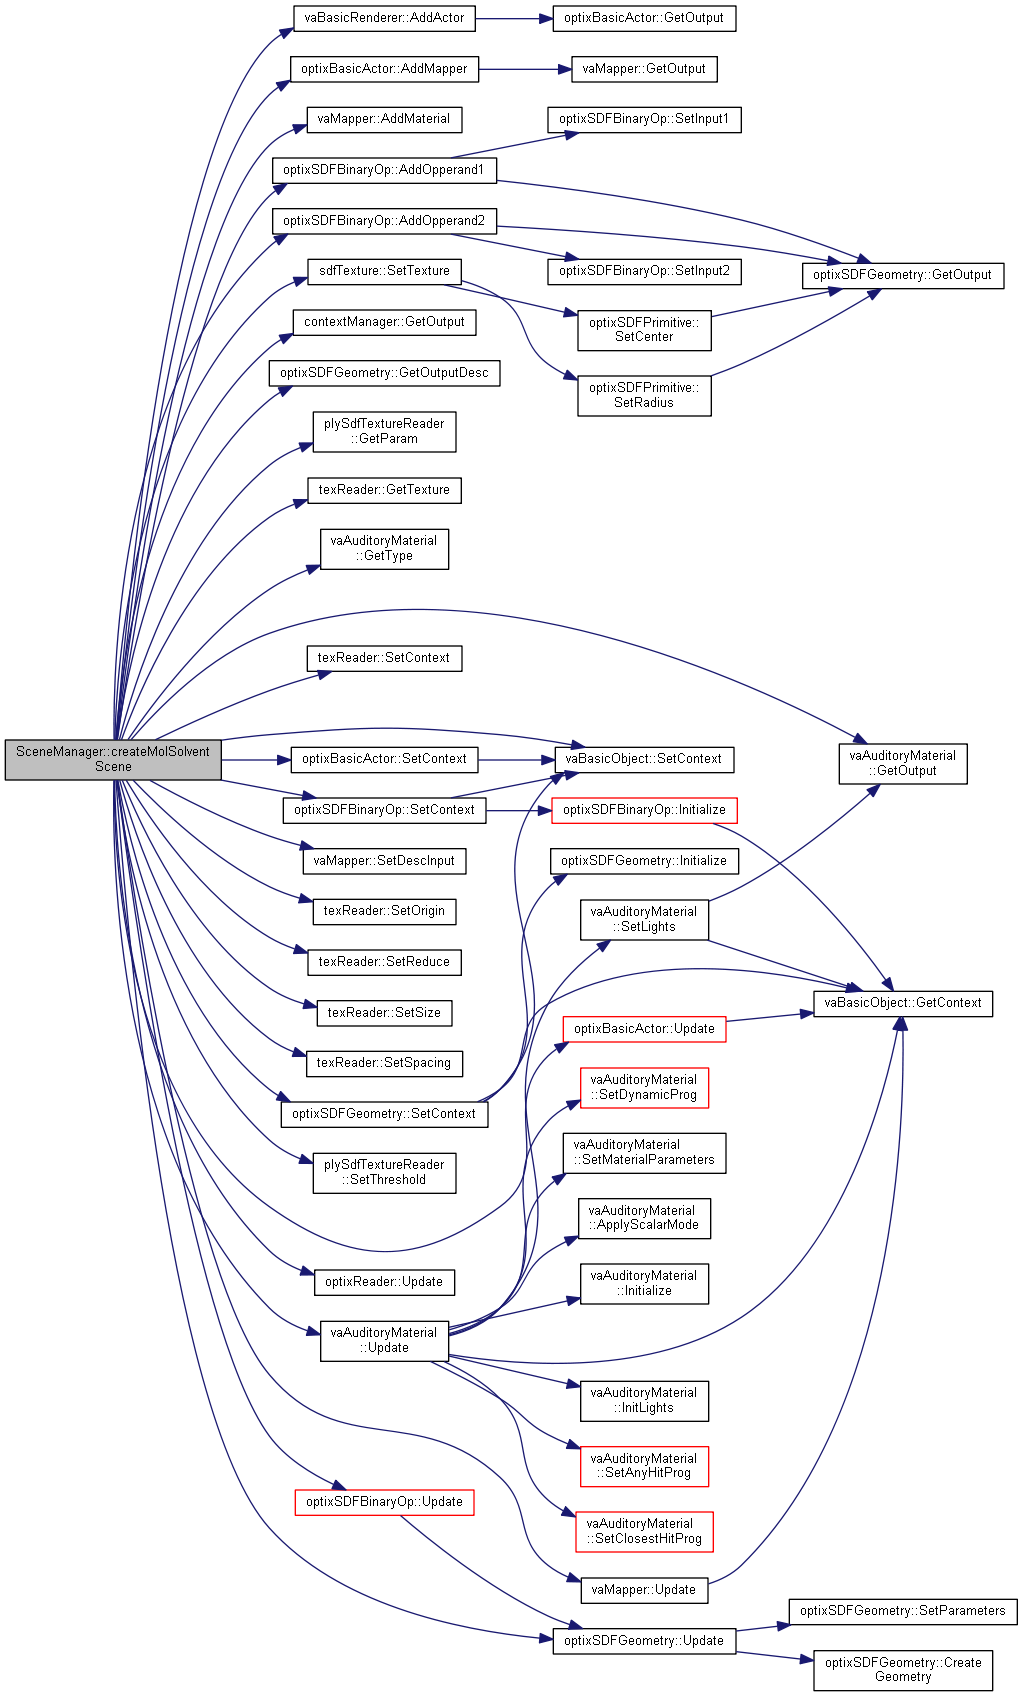 vaBasicRenderer::AddActor
optixBasicActor::GetOutput
optixBasicActor::AddMapper
vaMapper::GetOutput
vaMapper::AddMaterial
optixSDFBinaryOp::SetInput1
optixSDFBinaryOp::AddOpperand1
optixSDFBinaryOp::AddOpperand2
sdfTexture::SetTexture
optixSDFBinaryOp::SetInput2
optixSDFGeometry::GetOutput
contextManager::GetOutput
optixSDFPrimitive::
SetCenter
optixSDFGeometry::GetOutputDesc
optixSDFPrimitive::
SetRadius
plySdfTextureReader
::GetParam
texReader::GetTexture
vaAuditoryMaterial
::GetType
texReader::SetContext
SceneManager::createMolSolvent
Scene
optixBasicActor::SetContext
vaBasicObject::SetContext
vaAuditoryMaterial
::GetOutput
optixSDFBinaryOp::SetContext
optixSDFBinaryOp::Initialize
vaMapper::SetDescInput
optixSDFGeometry::Initialize
texReader::SetOrigin
vaAuditoryMaterial
::SetLights
texReader::SetReduce
texReader::SetSize
vaBasicObject::GetContext
optixBasicActor::Update
texReader::SetSpacing
vaAuditoryMaterial
::SetDynamicProg
optixSDFGeometry::SetContext
vaAuditoryMaterial
::SetMaterialParameters
plySdfTextureReader
::SetThreshold
vaAuditoryMaterial
::ApplyScalarMode
optixReader::Update
vaAuditoryMaterial
::Initialize
vaAuditoryMaterial
::Update
vaAuditoryMaterial
::InitLights
vaAuditoryMaterial
::SetAnyHitProg
optixSDFBinaryOp::Update
vaAuditoryMaterial
::SetClosestHitProg
vaMapper::Update
optixSDFGeometry::SetParameters
optixSDFGeometry::Update
optixSDFGeometry::Create
Geometry